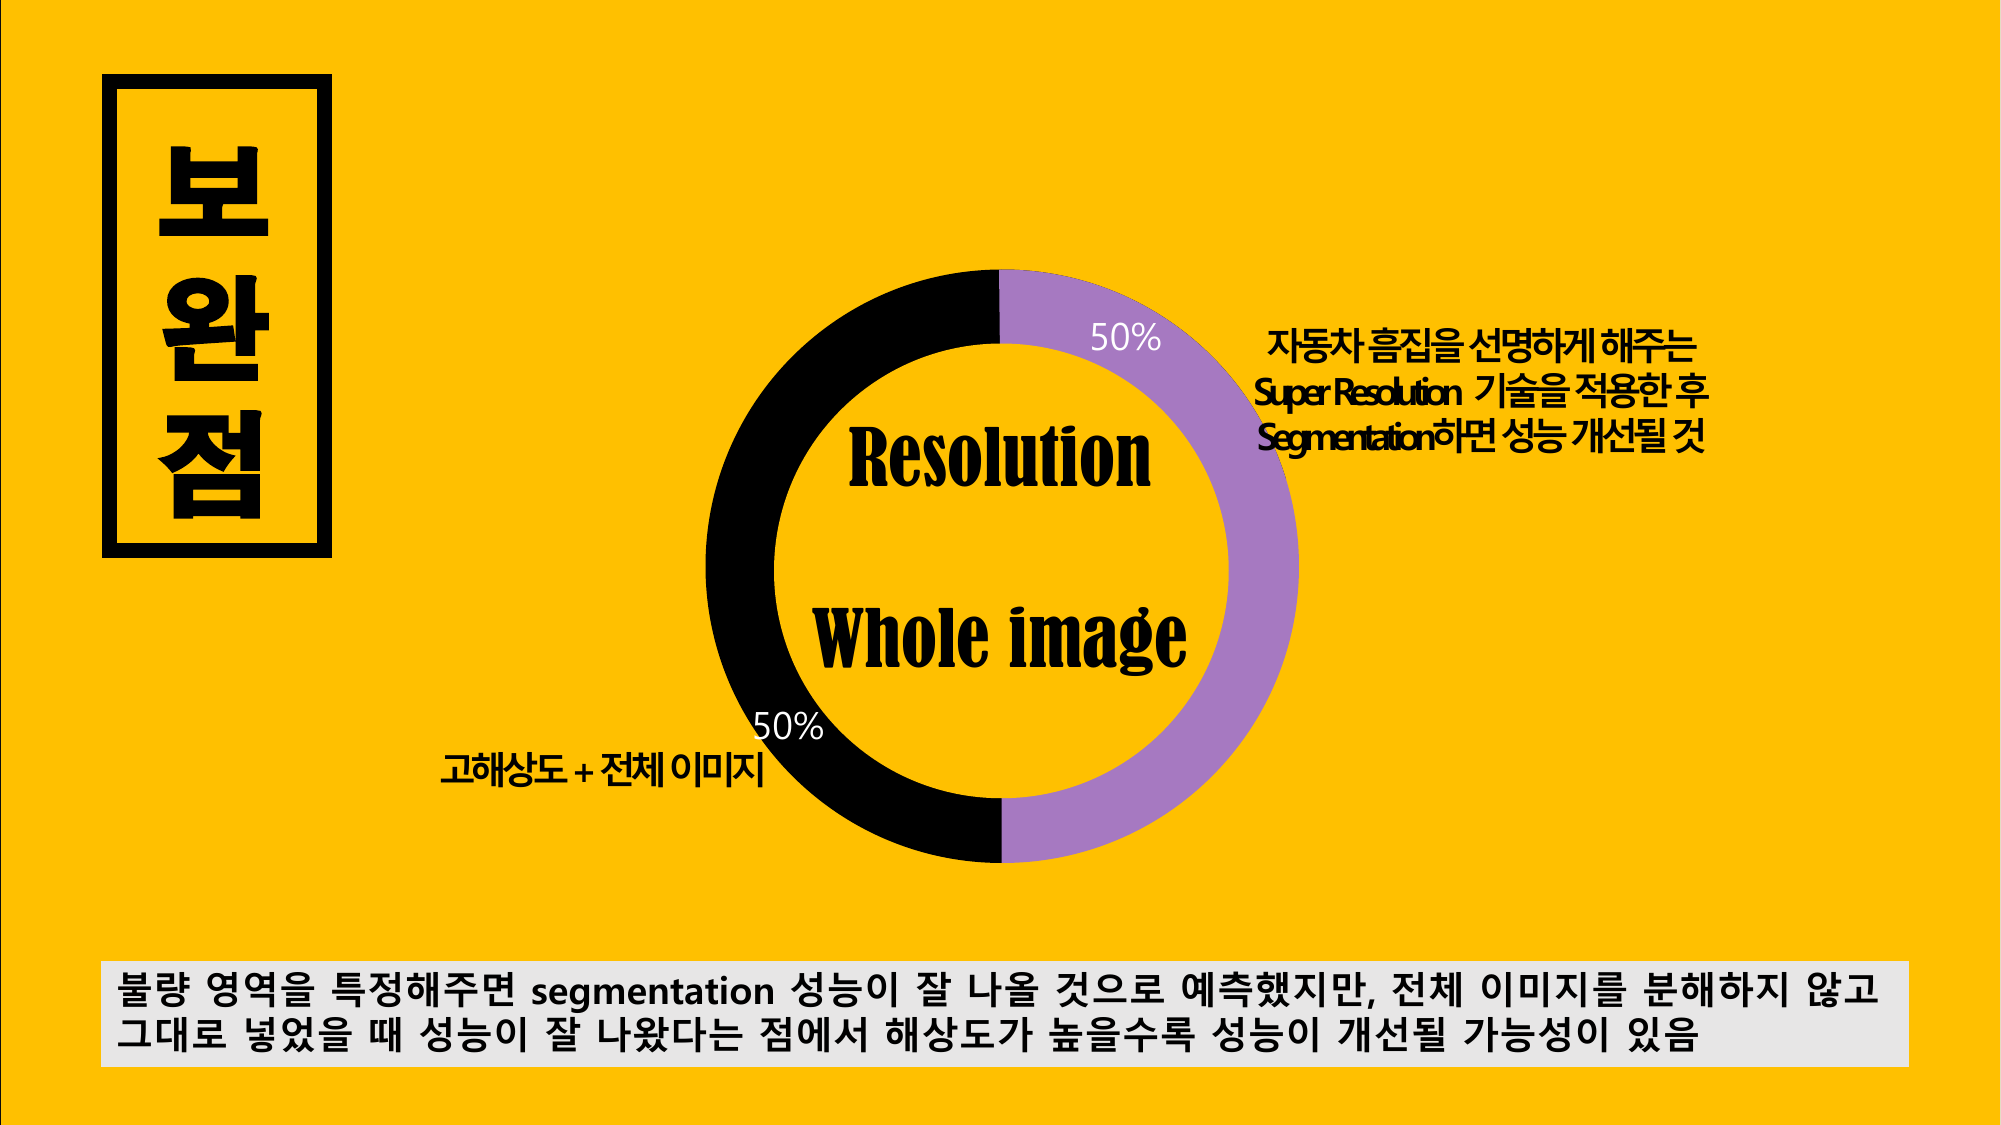 보
완
점
50%
자동차 흠집을 선명하게 해주는
Super Resolution 기술을 적용한 후
Segmentation하면 성능 개선될 것
Resolution
Whole image
50%
고해상도 + 전체 이미지
불량 영역을 특정해주면 segmentation 성능이 잘 나올 것으로 예측했지만, 전체 이미지를 분해하지 않고
그대로 넣었을 때 성능이 잘 나왔다는 점에서 해상도가 높을수록 성능이 개선될 가능성이 있음